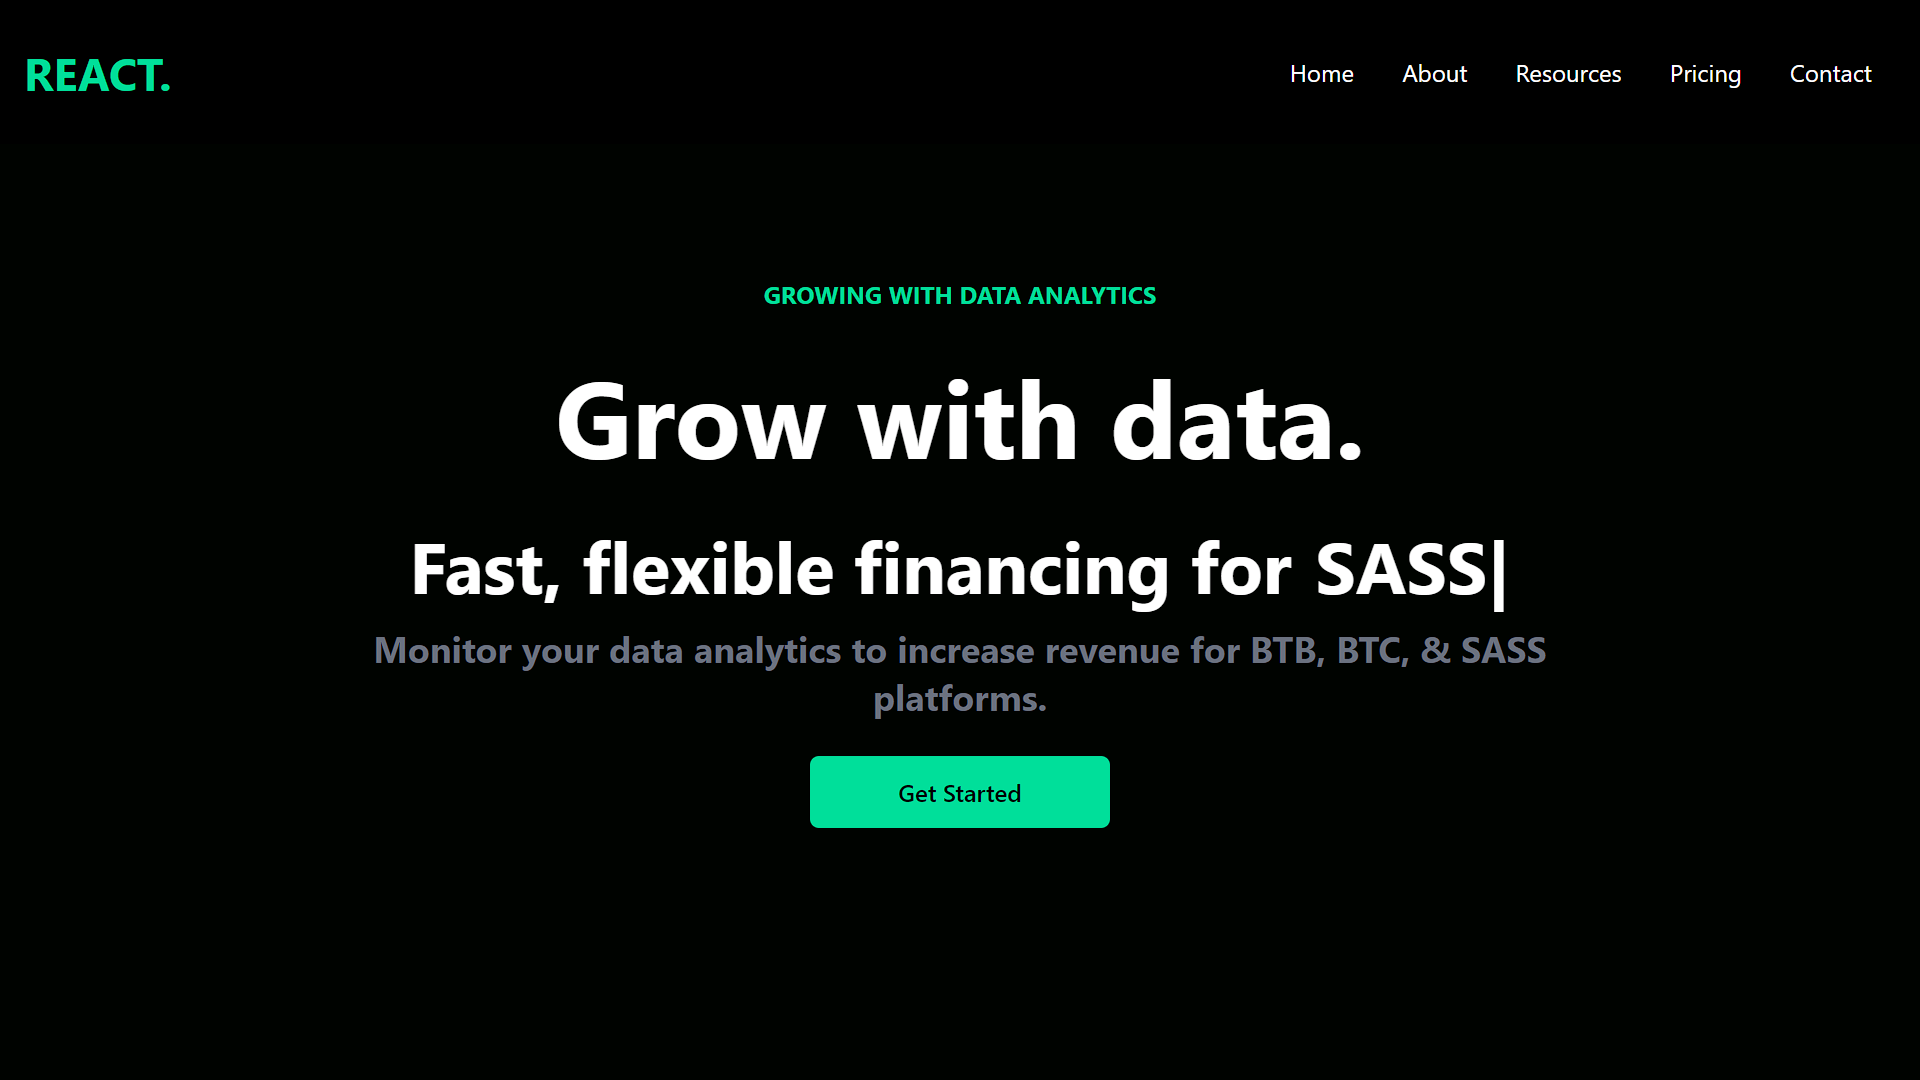 REACT.
Home About Resources Pricing Contact
GROWING WITH DATA ANALYTICS
Grow with data.
Fast, flexible financing for SASS|
Monitor your data analytics to increase revenue for BTB, BTC, & SASS
platforms.
Get Started